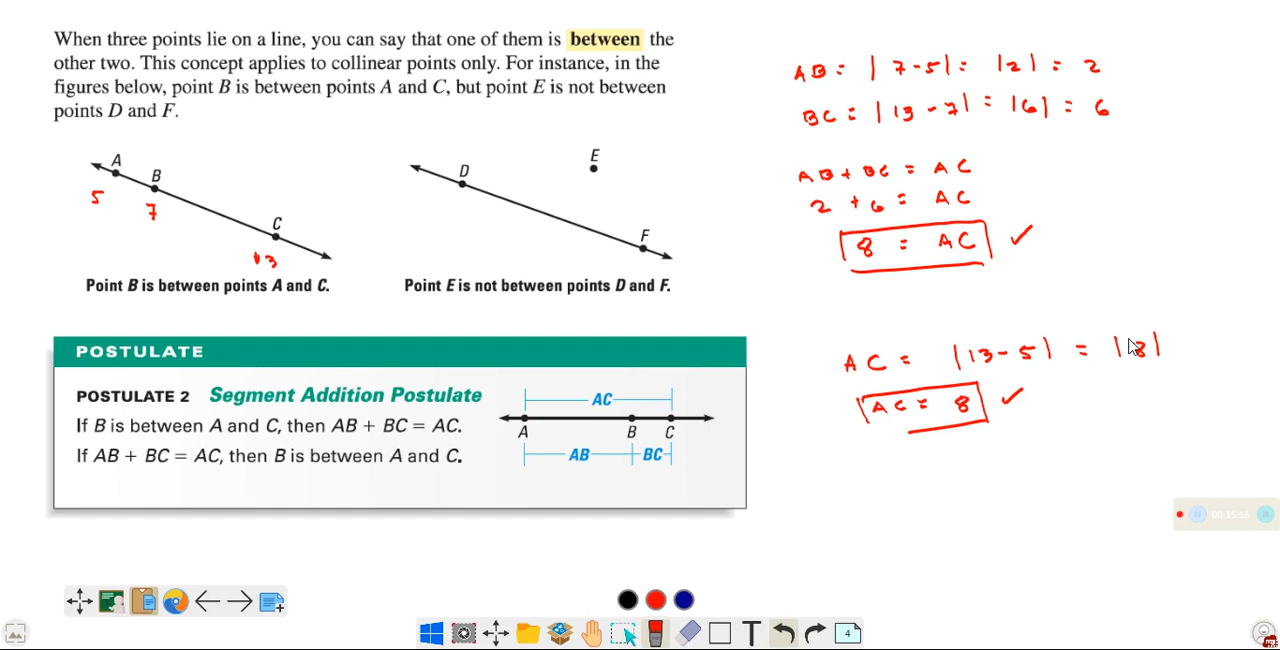 When three points lie on a line, you can say that one of them is between the
other two. This concept applies to collinear points only. For instance, in the
figures below, point B is between points A and C, but point E is not between
points D and F.
A
B
C
5
7
13
D
E
F
Point B is between points A and C.
Point E is not between points D and F.
POSTULATE
POSTULATE 2 Segment Addition Postulate
If B is between A and C, then AB + BC = AC.
If AB + BC = AC, then B is between A and C.
AC
A B C
AB BC
AB = |7-5| = |2| = 2
BC = |13-7| = |6| = 6
AB + BC = AC
2 + 6 = AC
8 = AC ✓
AC = |13-5| = |8|
AC = 8 ✓
00:15:16
T
4